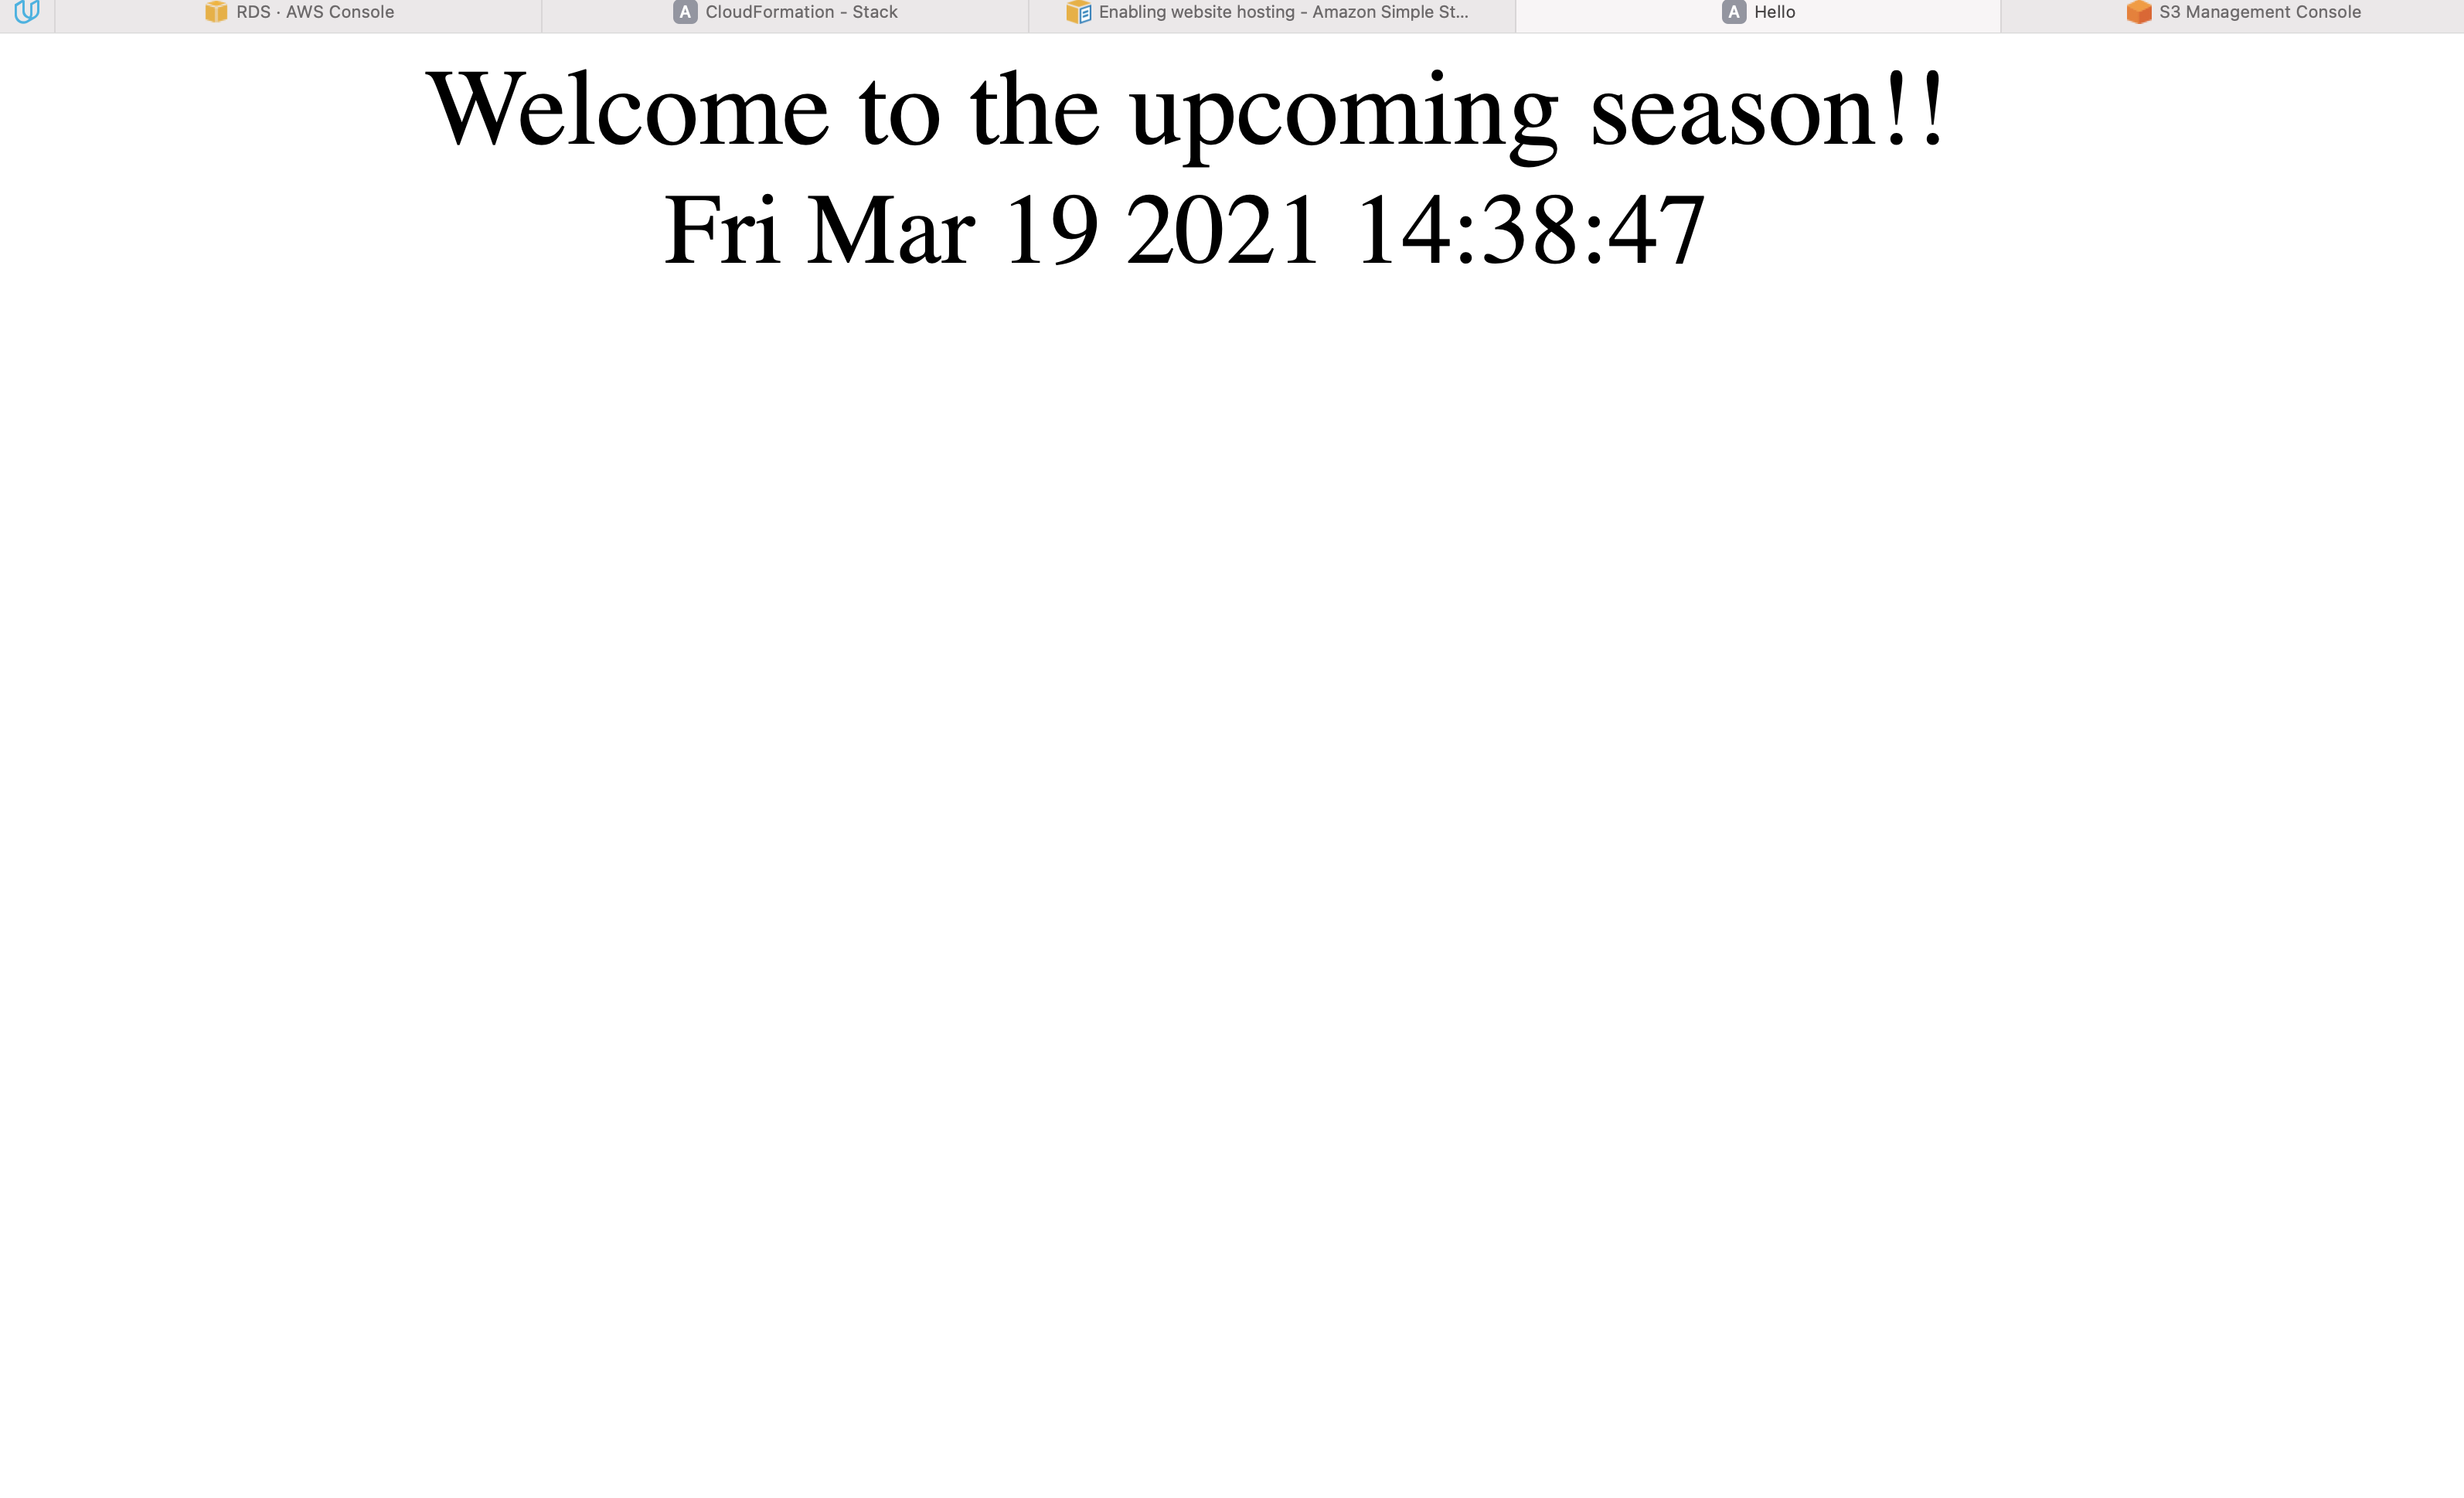 RDS · AWS Console
A CloudFormation - Stack
Enabling website hosting - Amazon Simple St...
A Hello
S3 Management Console
Welcome to the upcoming season!!
Fri Mar 19 2021 14:38:47